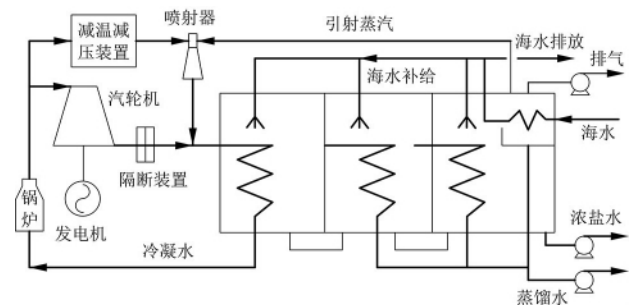 喷射器
减温减
压装置
引射蒸汽
海水排放
排气
海水补给
汽轮机
海水
隔断装置
锅
炉
发电机
浓盐水
冷凝水
蒸馏水